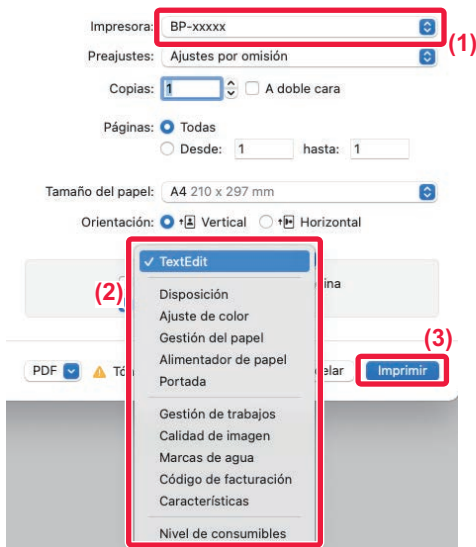 Impresora: BP-xxxxx
(1)
Preajustes: Ajustes por omisión
Copias: 1 A doble cara
Páginas: Todas
Desde: 1 hasta: 1
Tamaño del papel: A4 210 x 297 mm
Orientación: Vertical Horizontal
✓ TextEdit
(2)
ina
Disposición
Ajuste de color
Gestión del papel
Alimentador de papel
Portada
(3)
PDF Tó elar Imprimir
Gestión de trabajos
Calidad de imagen
Marcas de agua
Código de facturación
Características
Nivel de consumibles